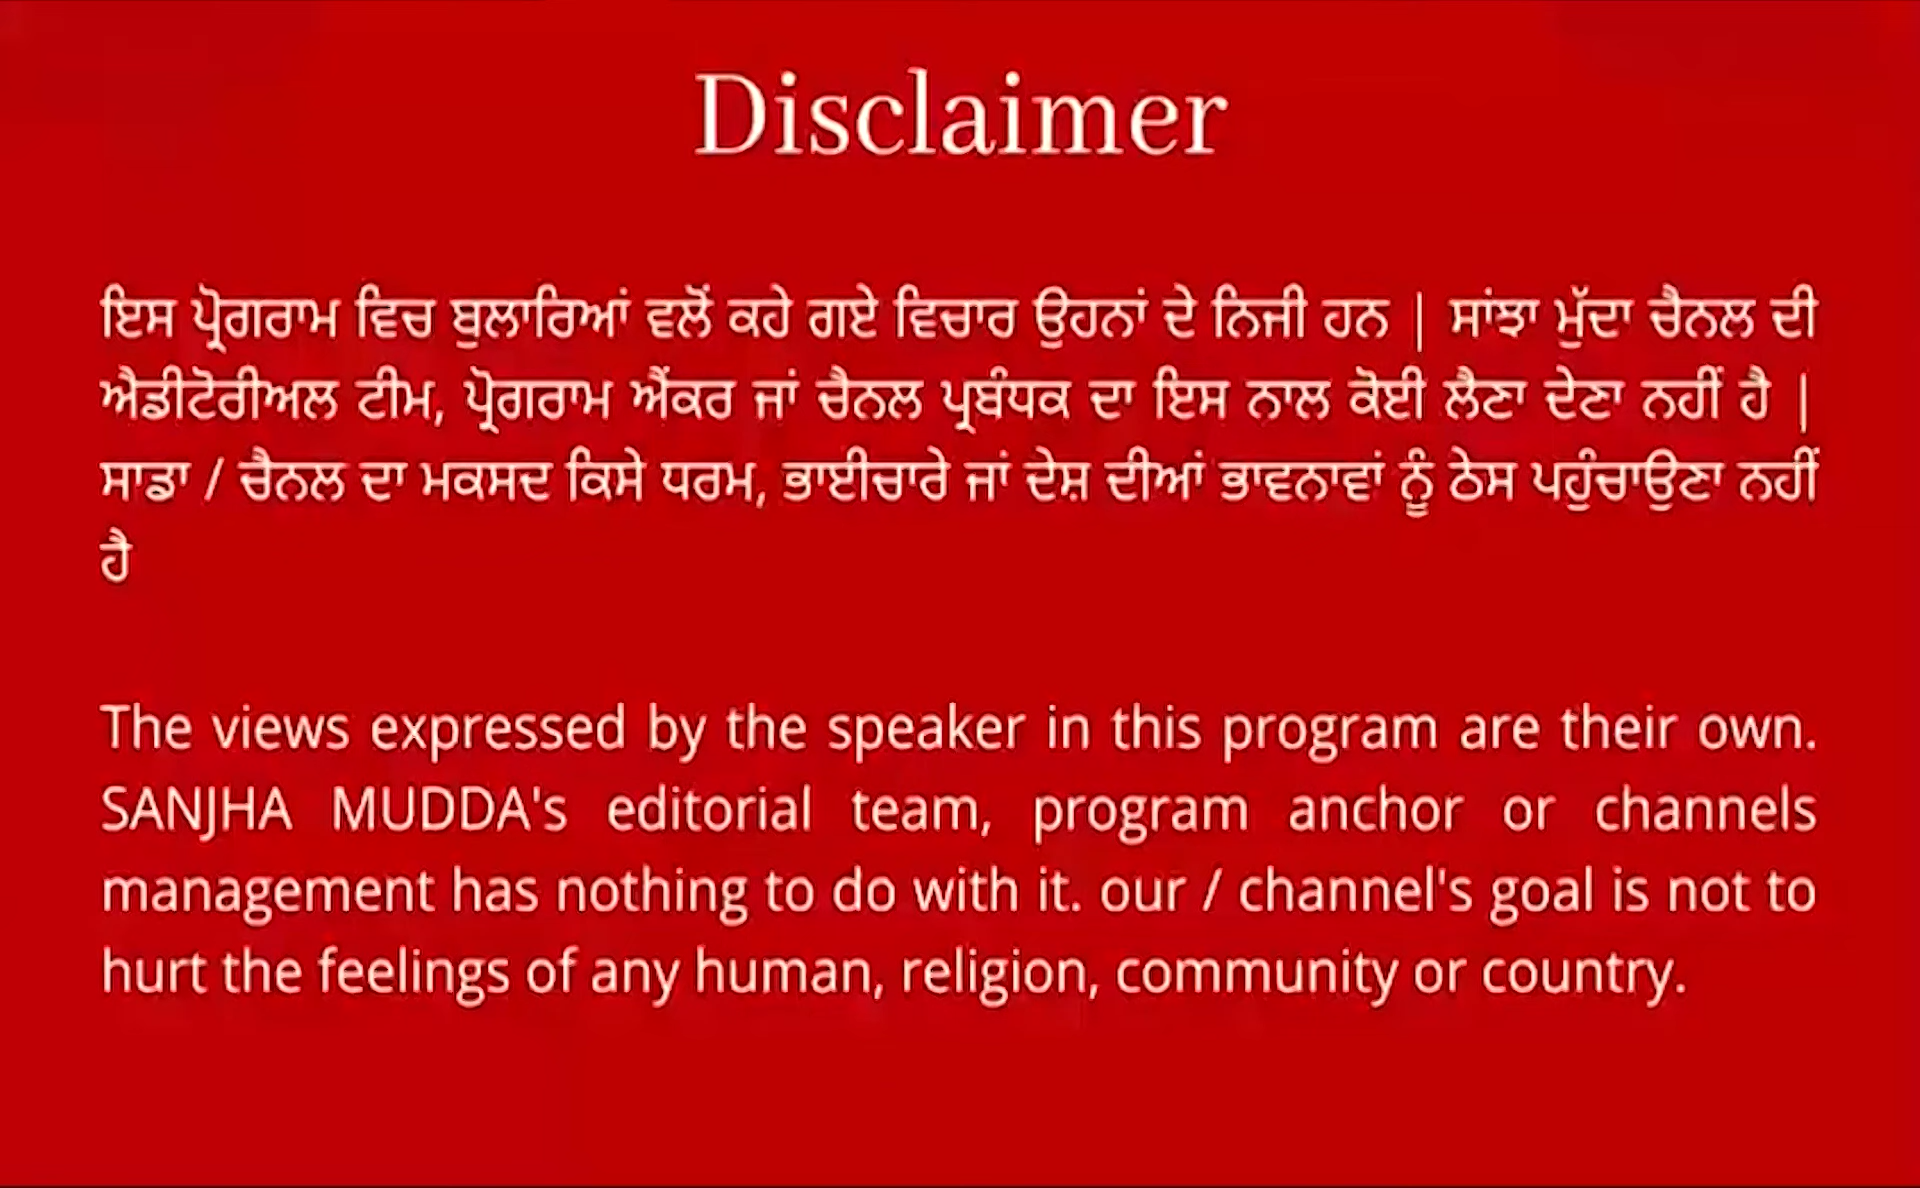 Disclaimer
ਇਸ ਪ੍ਰੋਗਰਾਮ ਵਿਚ ਬੁਲਾਰਿਆਂ ਵਲੋਂ ਕਹੇ ਗਏ ਵਿਚਾਰ ਉਹਨਾਂ ਦੇ ਨਿਜੀ ਹਨ | ਸਾਂਝਾ ਮੁੱਦਾ ਚੈਨਲ ਦੀ
ਐਡੀਟੋਰੀਅਲ ਟੀਮ, ਪ੍ਰੋਗਰਾਮ ਐਂਕਰ ਜਾਂ ਚੈਨਲ ਪ੍ਰਬੰਧਕ ਦਾ ਇਸ ਨਾਲ ਕੋਈ ਲੈਣਾ ਦੇਣਾ ਨਹੀਂ ਹੈ |
ਸਾਡਾ / ਚੈਨਲ ਦਾ ਮਕਸਦ ਕਿਸੇ ਧਰਮ, ਭਾਈਚਾਰੇ ਜਾਂ ਦੇਸ਼ ਦੀਆਂ ਭਾਵਨਾਵਾਂ ਨੂੰ ਠੇਸ ਪਹੁੰਚਾਉਣਾ ਨਹੀਂ
ਹੈ
The views expressed by the speaker in this program are their own.
SANJHA MUDDA's editorial team, program anchor or channels
management has nothing to do with it. our / channel's goal is not to
hurt the feelings of any human, religion, community or country.